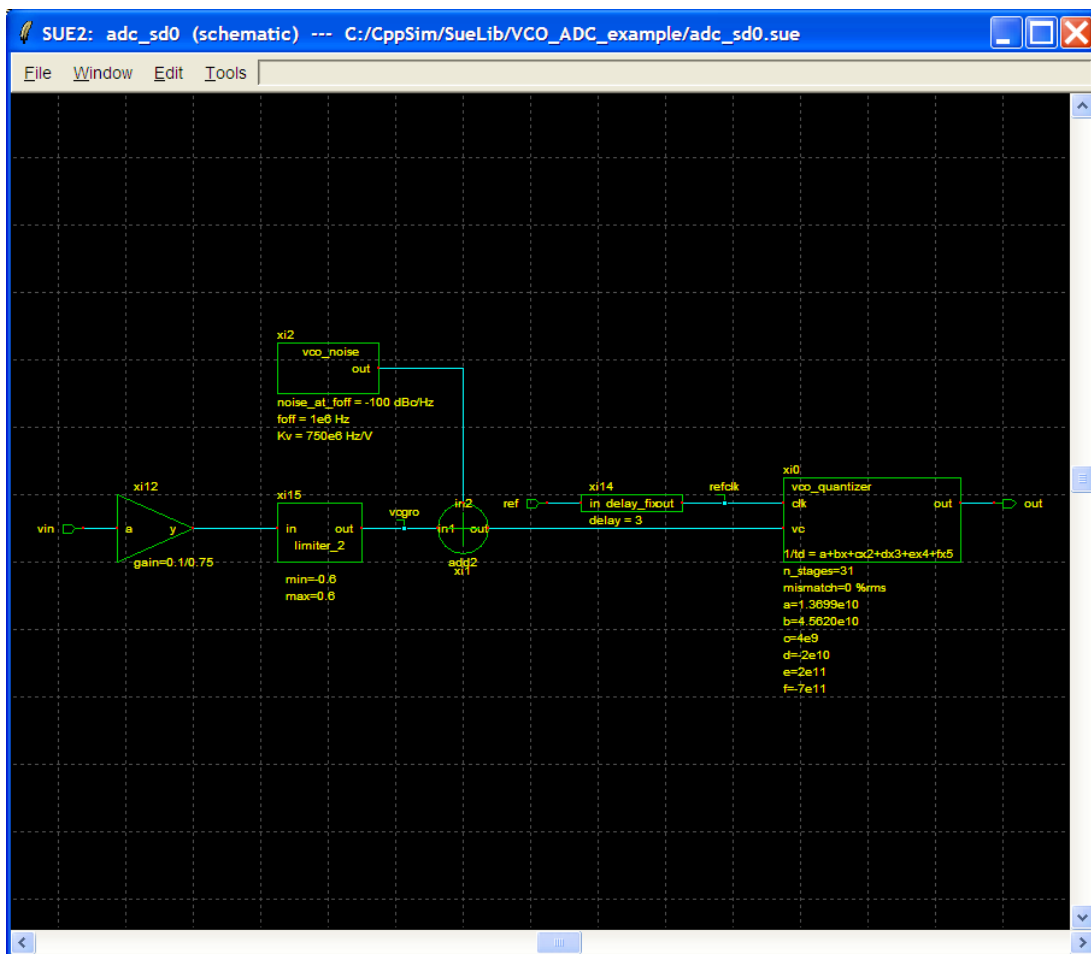 SUE2: adc_sd0 (schematic) --- C:/CppSim/SueLib/VCO_ADC_example/adc_sd0.sue
File Window Edit Tools
xi2
vco_noise
out
noise_at_foff = -100 dBc/Hz
foff = 1e6 Hz
Kv = 750e6 Hz/V
xi12
vin
a
y
gain=0.1/0.75
xi15
in
out
limiter_2
min=-0.6
max=0.6
vcgro
in2
in1
out
add2
xi1
xi14
ref
in delay_fix out
delay = 3
refclk
xi0
vco_quantizer
clk
out
out
vc
1/td = a+bx+cx2+dx3+ex4+fx5
n_stages=31
mismatch=0 %rms
a=1.3699e10
b=4.5620e10
c=4e9
d=-2e10
e=2e11
f=-7e11